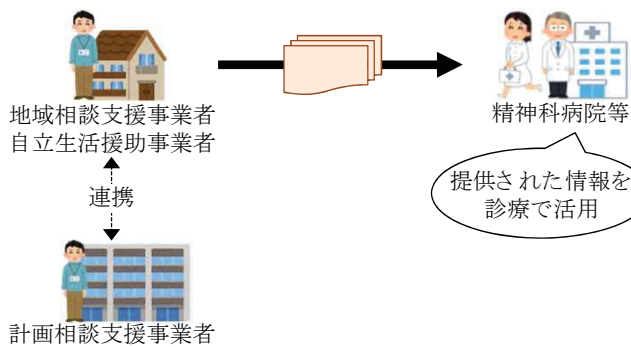 地域相談支援事業者
自立生活援助事業者
精神科病院等
提供された情報を
診療で活用
連携
計画相談支援事業者